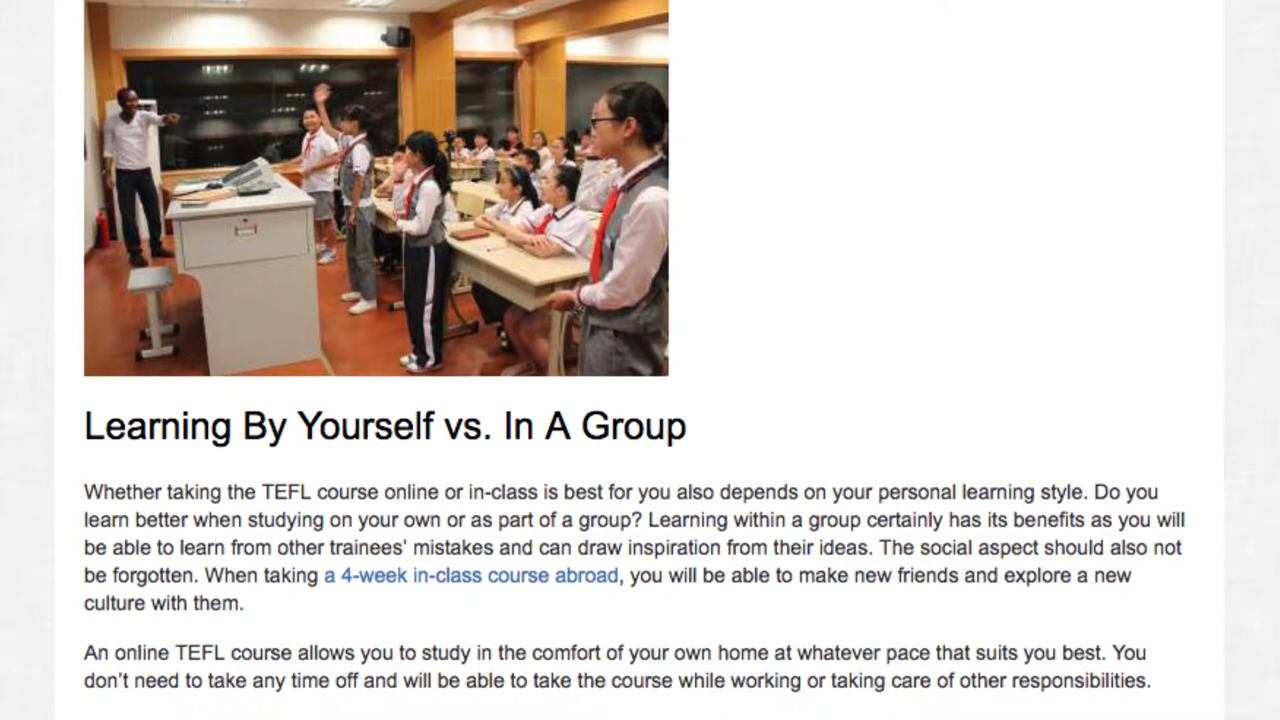 Learning By Yourself vs. In A Group
Whether taking the TEFL course online or in-class is best for you also depends on your personal learning style. Do you
learn better when studying on your own or as part of a group? Learning within a group certainly has its benefits as you will
be able to learn from other trainees’ mistakes and can draw inspiration from their ideas. The social aspect should also not
be forgotten. When taking a 4-week in-class course abroad, you will be able to make new friends and explore a new
culture with them.
An online TEFL course allows you to study in the comfort of your own home at whatever pace that suits you best. You
don’t need to take any time off and will be able to take the course while working or taking care of other responsibilities.